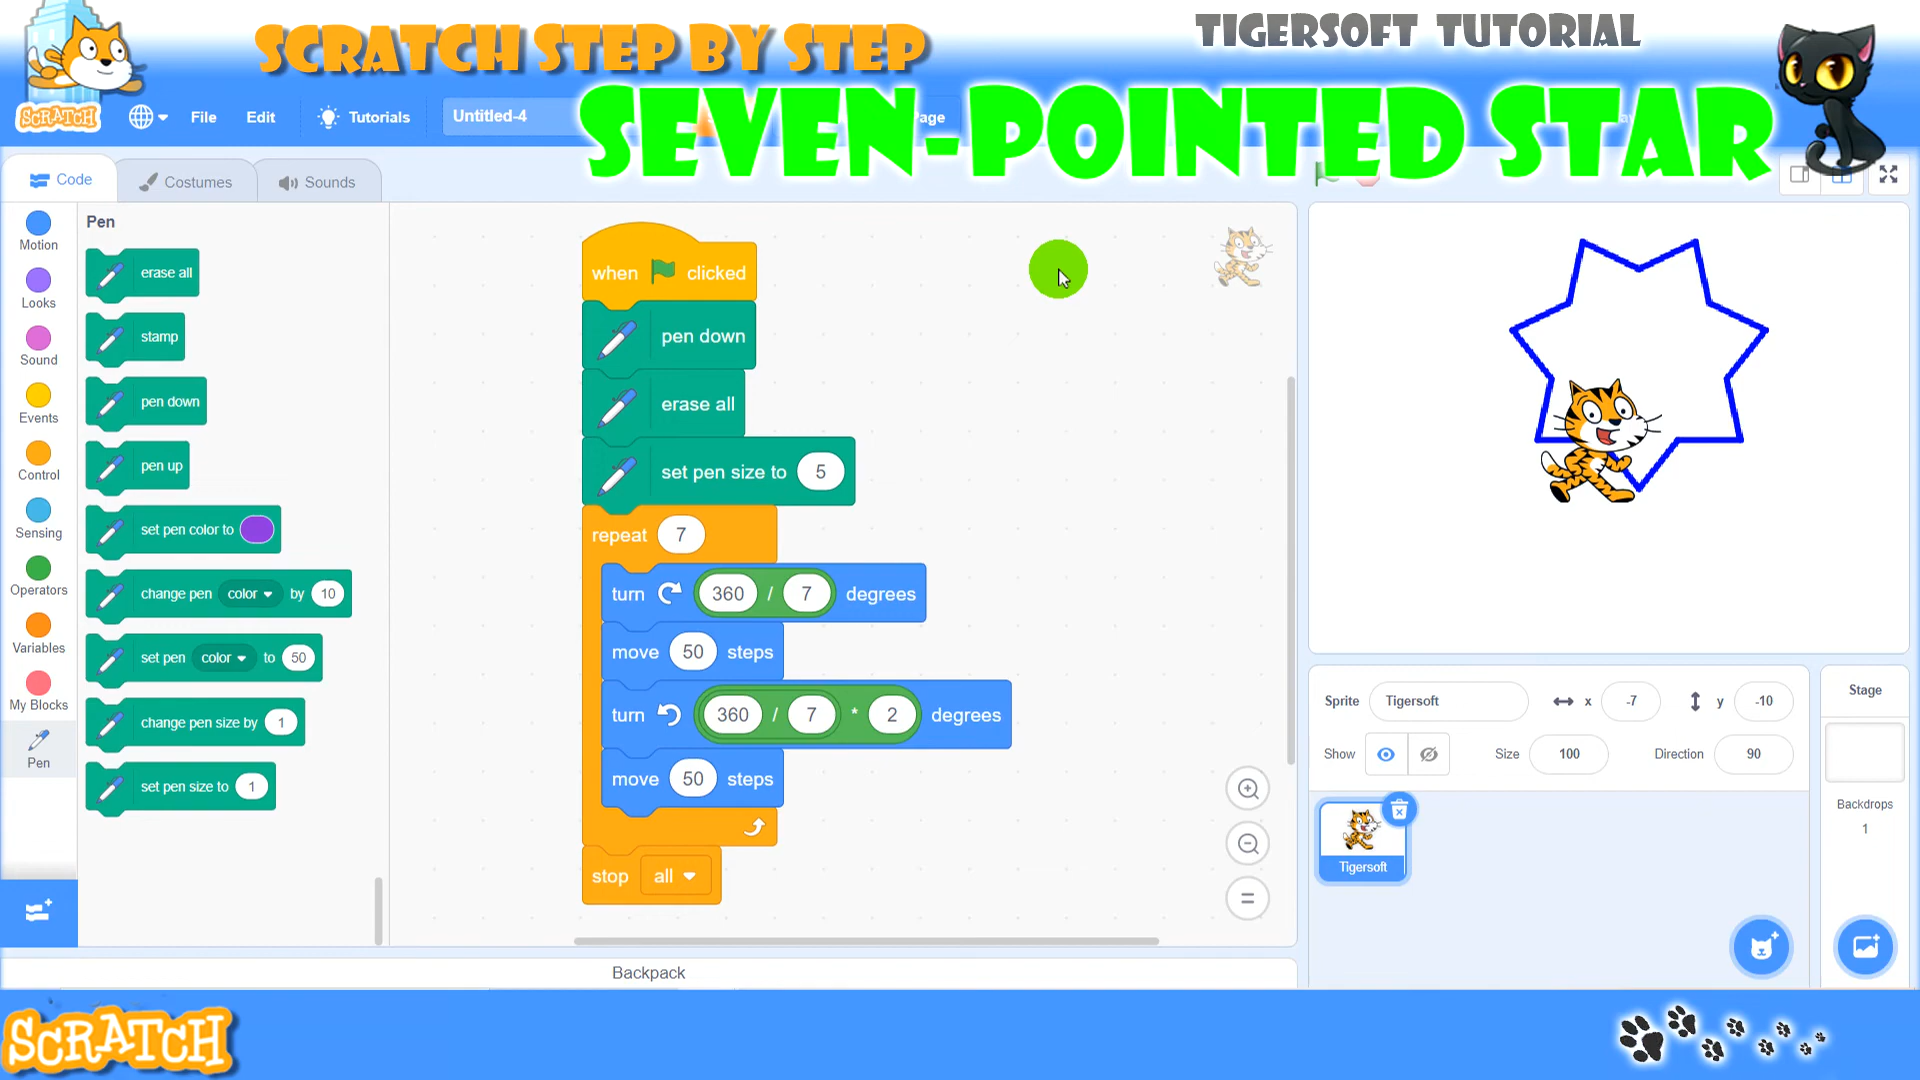 SCRATCH STEP BY STEP
TIGERSOFT TUTORIAL
SEVEN-POINTED STAR
SCRATCH
File
Edit
Tutorials
Untitled-4
age
Code
Costumes
Sounds
Motion
Looks
Sound
Events
Control
Sensing
Operators
Variables
My Blocks
Pen
Pen
erase all
stamp
pen down
pen up
set pen color to
change pen color by 10
set pen color to 50
change pen size by 1
set pen size to 1
when clicked
pen down
erase all
set pen size to 5
repeat 7
turn 360 / 7 degrees
move 50 steps
turn 360 / 7 * 2 degrees
move 50 steps
stop all
Backpack
Sprite Tigersoft x -7 y -10
Show Size 100 Direction 90
Tigersoft
Stage
Backdrops
1
SCRATCH